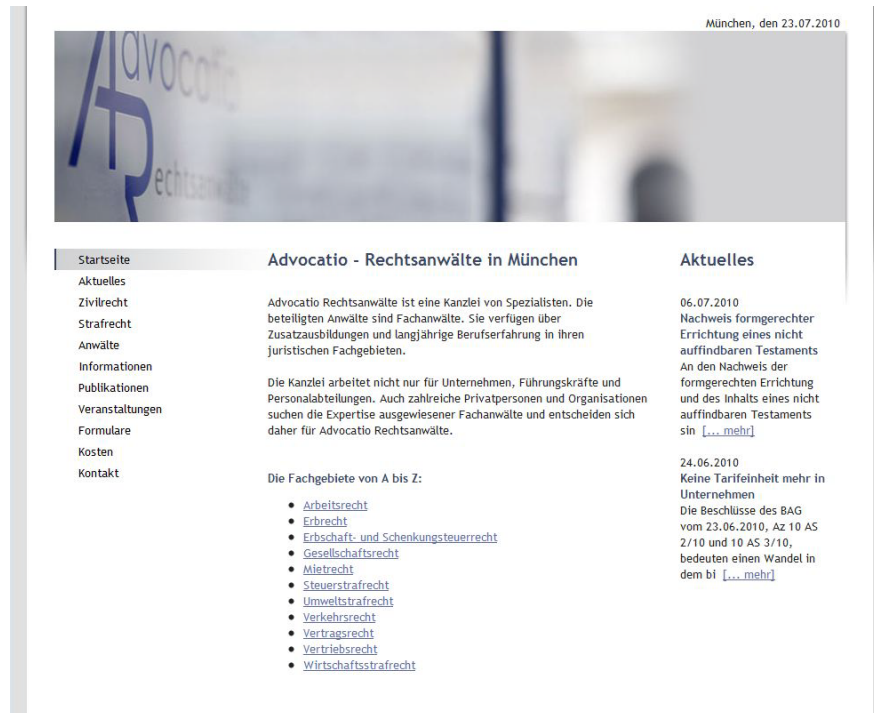 München, den 23.07.2010
Advocatio
Rechtsanwälte
Startseite
Aktuelles
Zivilrecht
Strafrecht
Anwälte
Informationen
Publikationen
Veranstaltungen
Formulare
Kosten
Kontakt
Advocatio - Rechtsanwälte in München
Advocatio Rechtsanwälte ist eine Kanzlei von Spezialisten. Die
beteiligten Anwälte sind Fachanwälte. Sie verfügen über
Zusatzausbildungen und langjährige Berufserfahrung in ihren
juristischen Fachgebieten.
Die Kanzlei arbeitet nicht nur für Unternehmen, Führungskräfte und
Personalabteilungen. Auch zahlreiche Privatpersonen und Organisationen
suchen die Expertise ausgewiesener Fachanwälte und entscheiden sich
daher für Advocatio Rechtsanwälte.
Die Fachgebiete von A bis Z:
Arbeitsrecht
Erbrecht
Erbschaft- und Schenkungsteuerrecht
Gesellschaftsrecht
Mietrecht
Steuerstrafrecht
Umweltstrafrecht
Verkehrsrecht
Vertragsrecht
Vertriebsrecht
Wirtschaftsstrafrecht
Aktuelles
06.07.2010
Nachweis formgerechter
Errichtung eines nicht
auffindbaren Testaments
An den Nachweis der
formgerechten Errichtung
und des Inhalts eines nicht
auffindbaren Testaments
sin [... mehr]
24.06.2010
Keine Tarifeinheit mehr in
Unternehmen
Die Beschlüsse des BAG
vom 23.06.2010, Az 10 AS
2/10 und 10 AS 3/10,
bedeuten einen Wandel in
dem bi [... mehr]